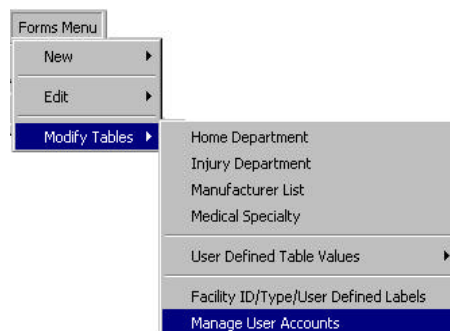 Forms Menu
New
Edit
Modify Tables
Home Department
Injury Department
Manufacturer List
Medical Specialty
User Defined Table Values
Facility ID/Type/User Defined Labels
Manage User Accounts